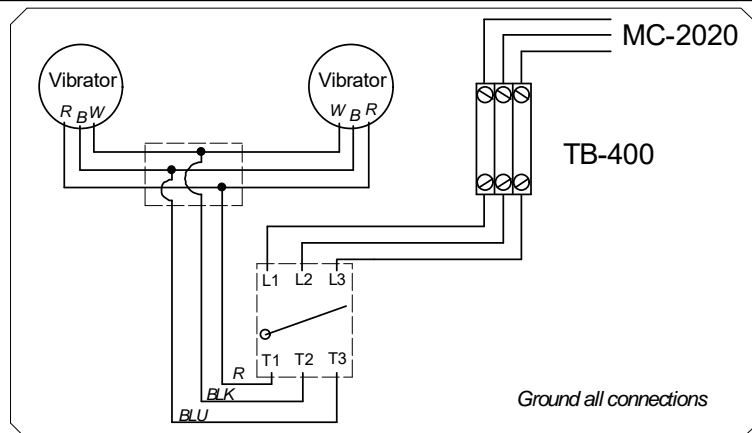 MC-2020
Vibrator
Vibrator
R B W
W B R
TB-400
L1 L2 L3
T1 T2 T3
R
BLK
BLU
Ground all connections